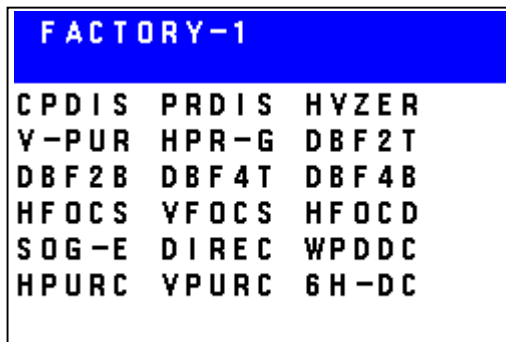 FACTORY-1
CPDIS PRDIS HVZER
V-PUR HPR-G DBF2T
DBF2B DBF4T DBF4B
HFOCS VFOCS HFOCD
SOG-E DIREC WPDDC
HPURC VPURC 6H-DC